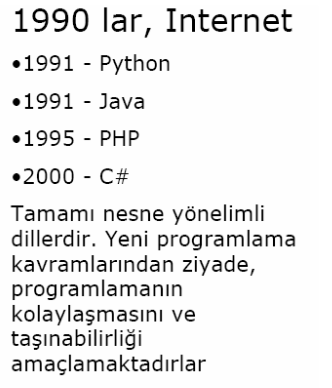 1990 lar, Internet
•1991 - Python
•1991 - Java
•1995 - PHP
•2000 - C#
Tamamı nesne yönelimli
dillerdir. Yeni programlama
kavramlarından ziyade,
programlamanın
kolaylaşmasını ve
taşınabilirliği
amaçlamaktadırlar